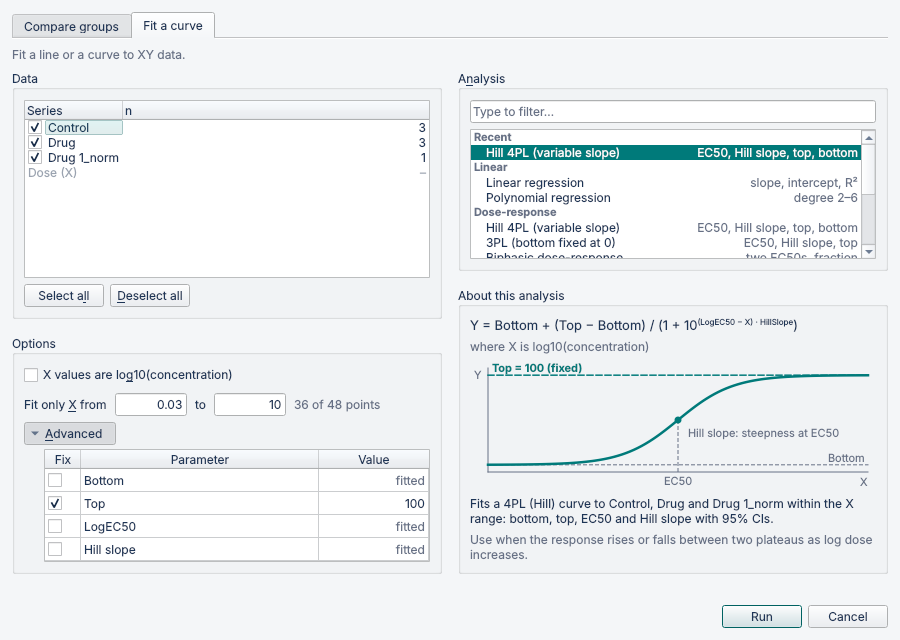 Compare groups
Fit a curve
Fit a line or a curve to XY data.
Data
Series n
Control 3
Drug 3
Drug 1_norm 1
Dose (X) –
Select all
Deselect all
Options
X values are log10(concentration)
Fit only X from 0.03 to 10 36 of 48 points
Advanced
Fix Parameter Value
Bottom fitted
Top 100
LogEC50 fitted
Hill slope fitted
Analysis
Type to filter...
Recent
Hill 4PL (variable slope) EC50, Hill slope, top, bottom
Linear
Linear regression slope, intercept, R²
Polynomial regression degree 2–6
Dose-response
Hill 4PL (variable slope) EC50, Hill slope, top, bottom
3PL (bottom fixed at 0) EC50, Hill slope, top
Biphasic dose-response two EC50s, fraction
About this analysis
Y = Bottom + (Top − Bottom) / (1 + 10^(LogEC50 − X) · HillSlope)
where X is log10(concentration)
Top = 100 (fixed)
Y
Hill slope: steepness at EC50
Bottom
EC50
X
Fits a 4PL (Hill) curve to Control, Drug and Drug 1_norm within the X
range: bottom, top, EC50 and Hill slope with 95% CIs.
Use when the response rises or falls between two plateaus as log dose
increases.
Run
Cancel